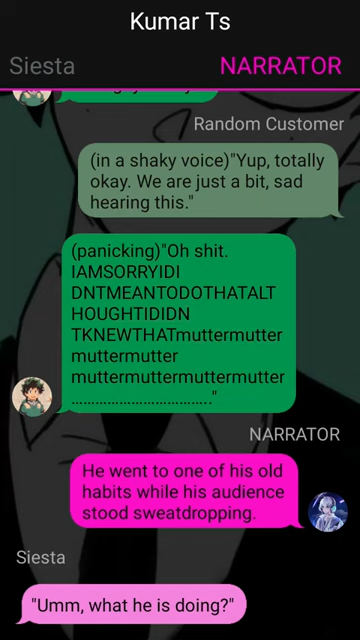 Kumar Ts
Siesta NARRATOR
Random Customer
(in a shaky voice)"Yup, totally
okay. We are just a bit, sad
hearing this."
(panicking)"Oh shit.
IAMSORRYIDI
DNTMEANTODOTHATALT
HOUGHTIDIDN
TKNEWTHATmuttermutter
muttermutter
muttermuttermuttermutter
………………………………."
NARRATOR
He went to one of his old
habits while his audience
stood sweatdropping.
Siesta
"Umm, what he is doing?"